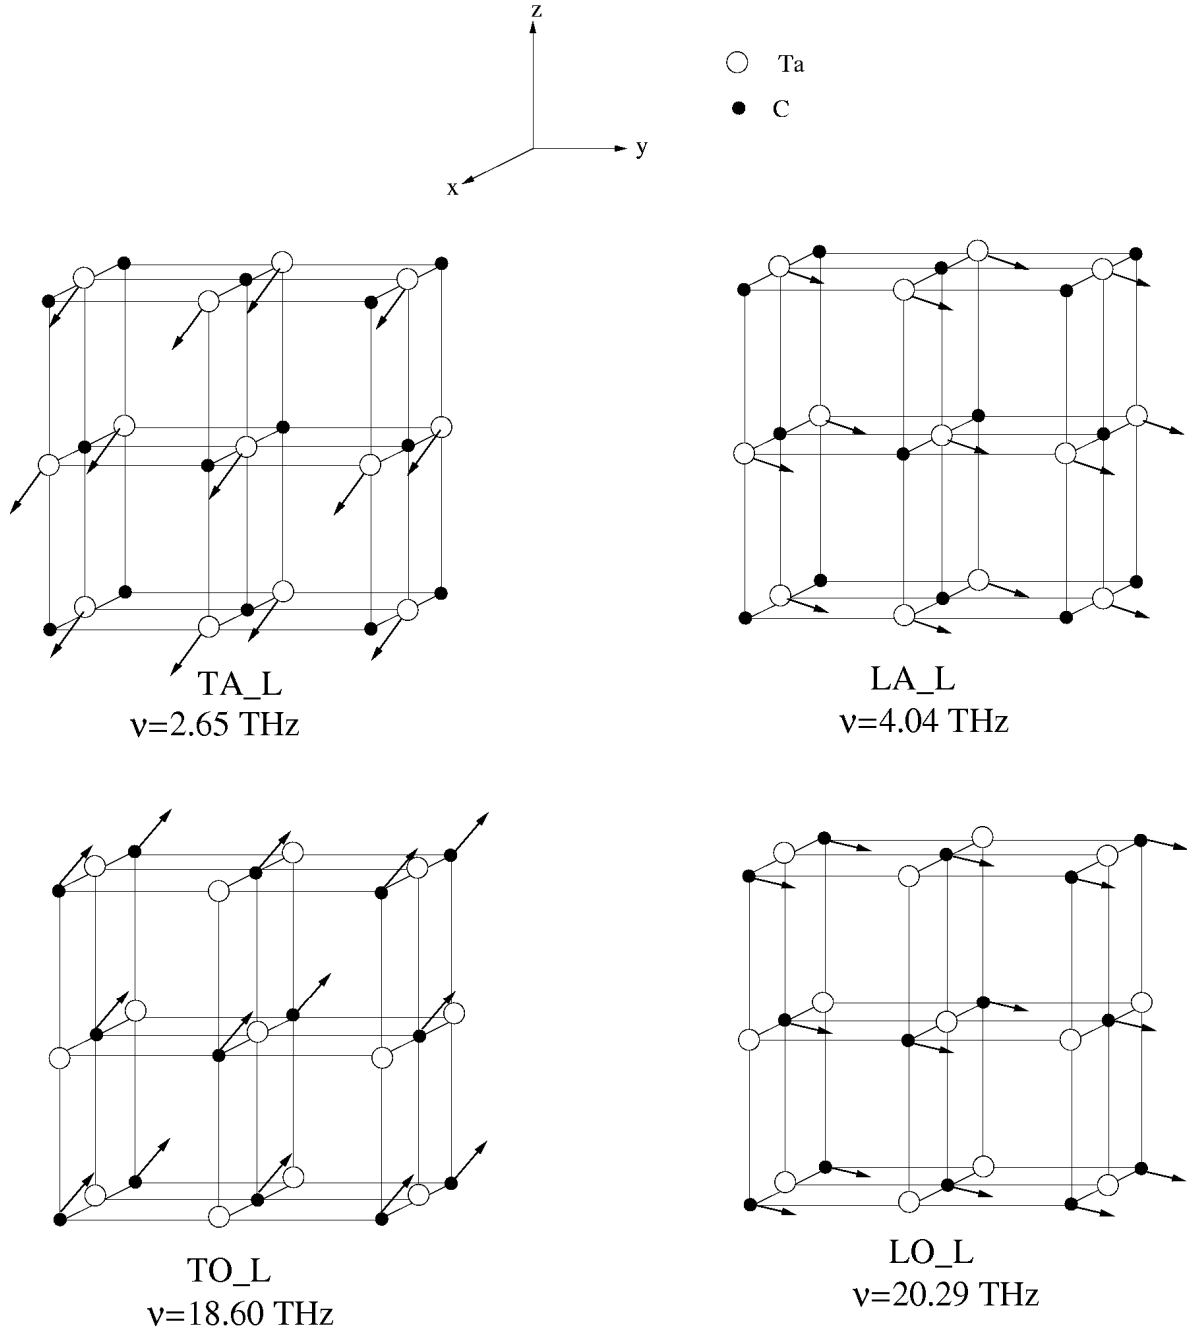 z
y
x
Ta
C
TA_L
ν=2.65 THz
LA_L
ν=4.04 THz
TO_L
ν=18.60 THz
LO_L
ν=20.29 THz